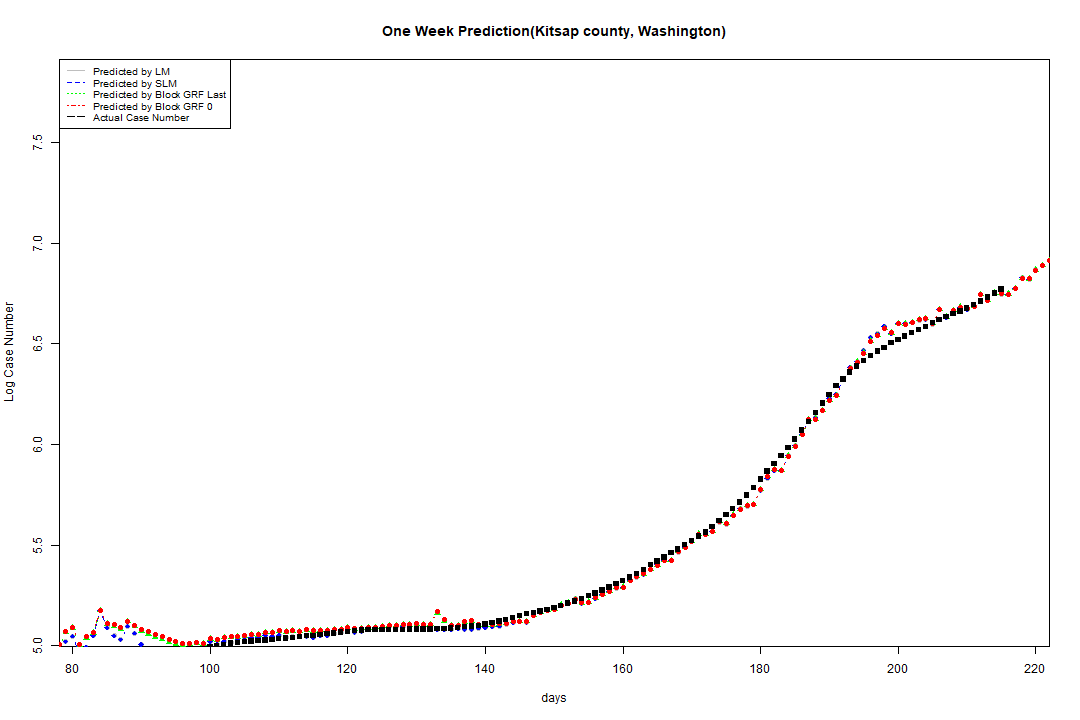 One Week Prediction(Kitsap county, Washington)
Predicted by LM
Predicted by SLM
Predicted by Block GRF Last
Predicted by Block GRF 0
Actual Case Number
7.5
7.0
6.5
6.0
5.5
5.0
Log Case Number
80 100 120 140 160 180 200 220
days